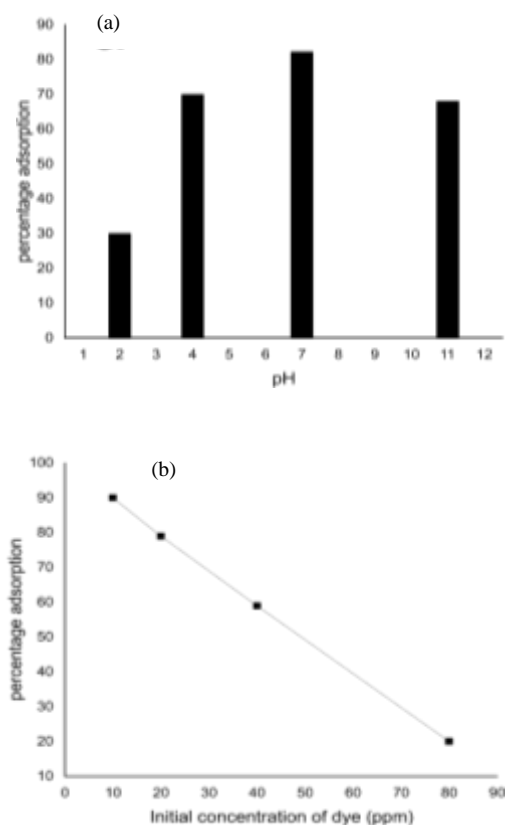 (a)
90
80
70
60
50
40
30
20
10
0
percentage adsorption
1 2 3 4 5 6 7 8 9 10 11 12
pH
(b)
100
90
80
70
60
50
40
30
20
10
percentage adsorption
0 10 20 30 40 50 60 70 80 90
Initial concentration of dye (ppm)